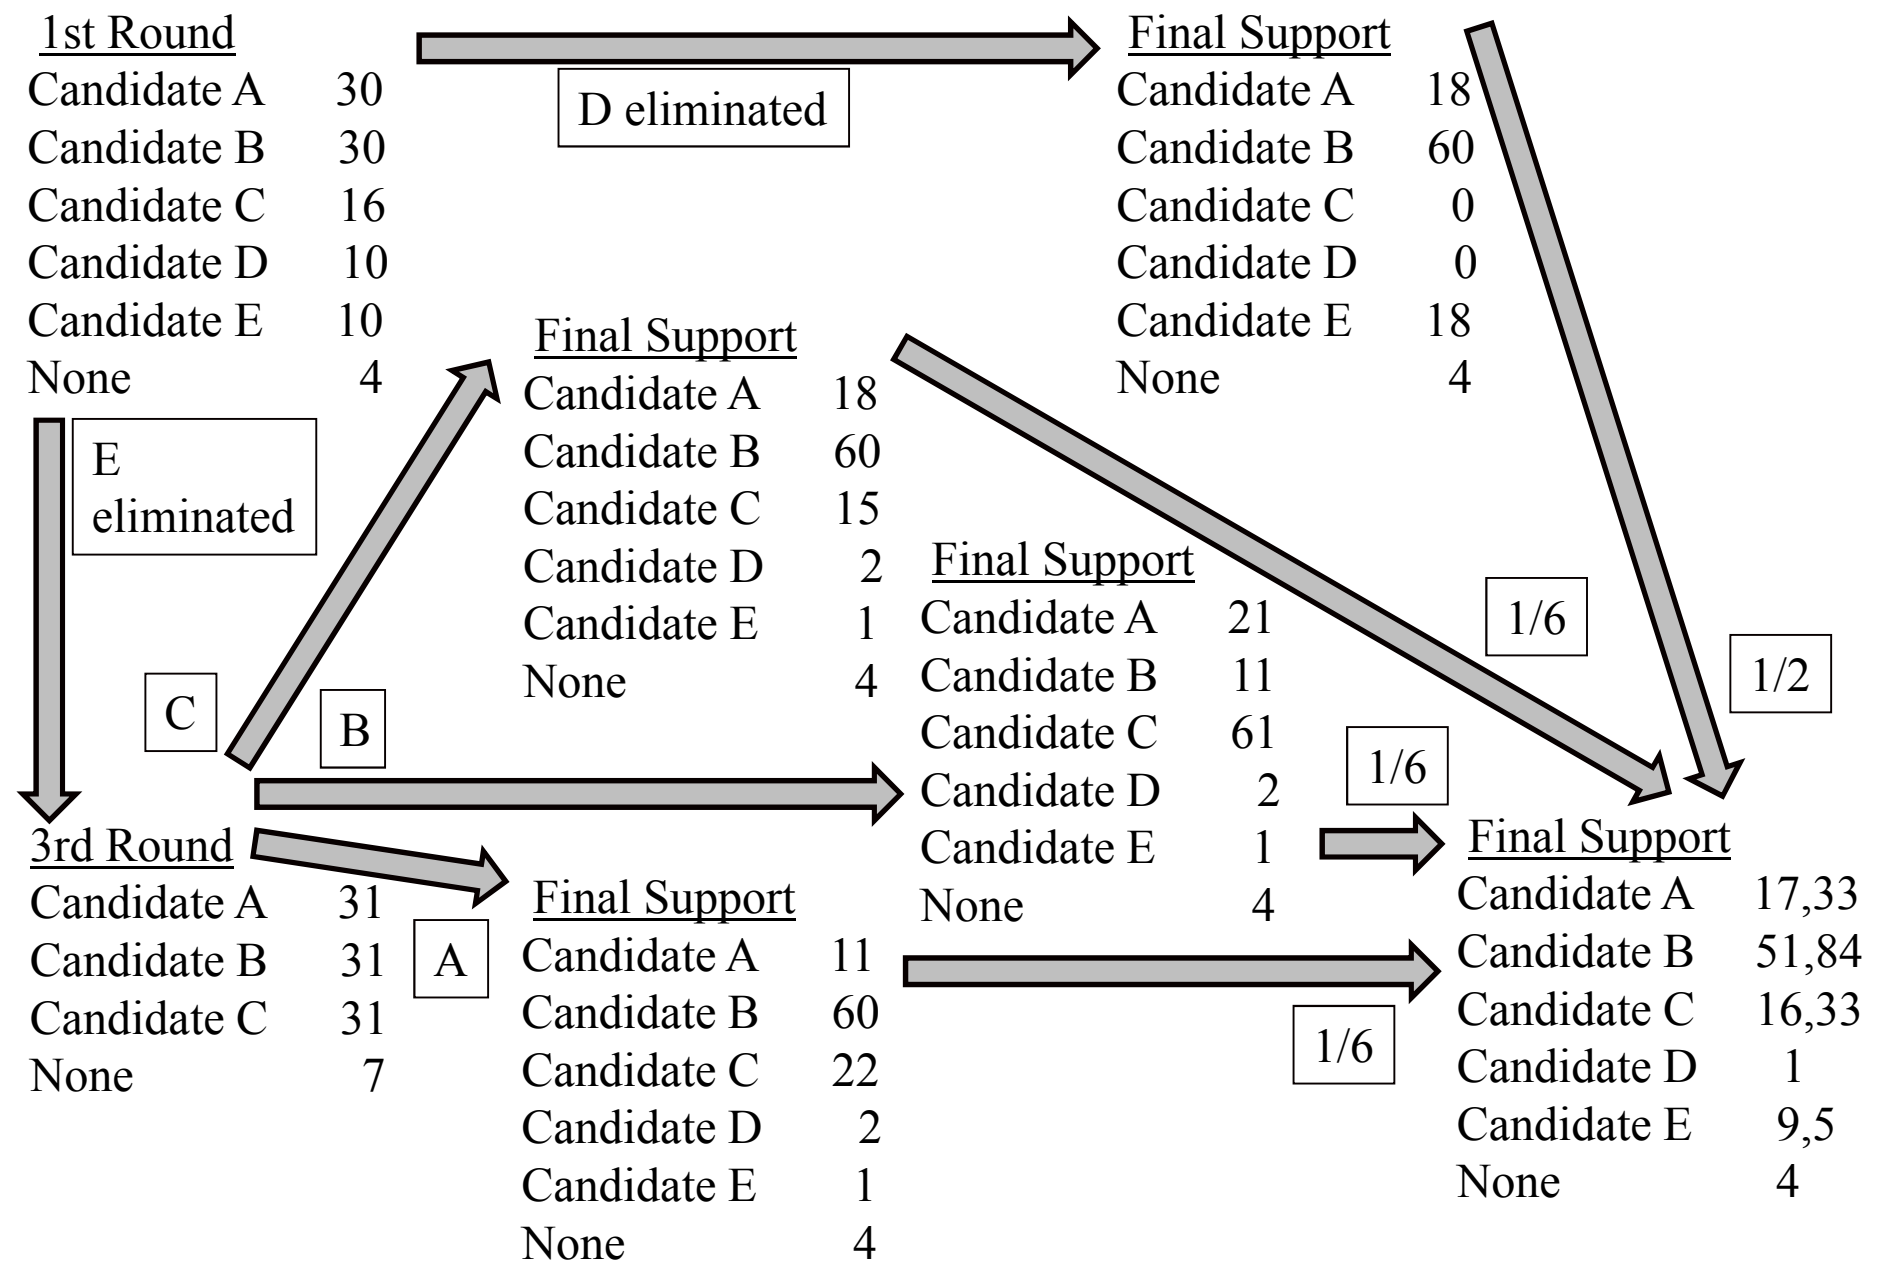 1st Round
Candidate A 30
Candidate B 30
Candidate C 16
Candidate D 10
Candidate E 10
None 4
D eliminated
Final Support
Candidate A 18
Candidate B 60
Candidate C 0
Candidate D 0
Candidate E 18
None 4
E
eliminated
Final Support
Candidate A 18
Candidate B 60
Candidate C 15
Candidate D 2
Candidate E 1
None 4
C
B
Final Support
Candidate A 21
Candidate B 11
Candidate C 61
Candidate D 2
Candidate E 1
None 4
1/6
1/2
1/6
3rd Round
Candidate A 31
Candidate B 31
Candidate C 31
None 7
A
Final Support
Candidate A 11
Candidate B 60
Candidate C 22
Candidate D 2
Candidate E 1
None 4
1/6
Final Support
Candidate A 17,33
Candidate B 51,84
Candidate C 16,33
Candidate D 1
Candidate E 9,5
None 4